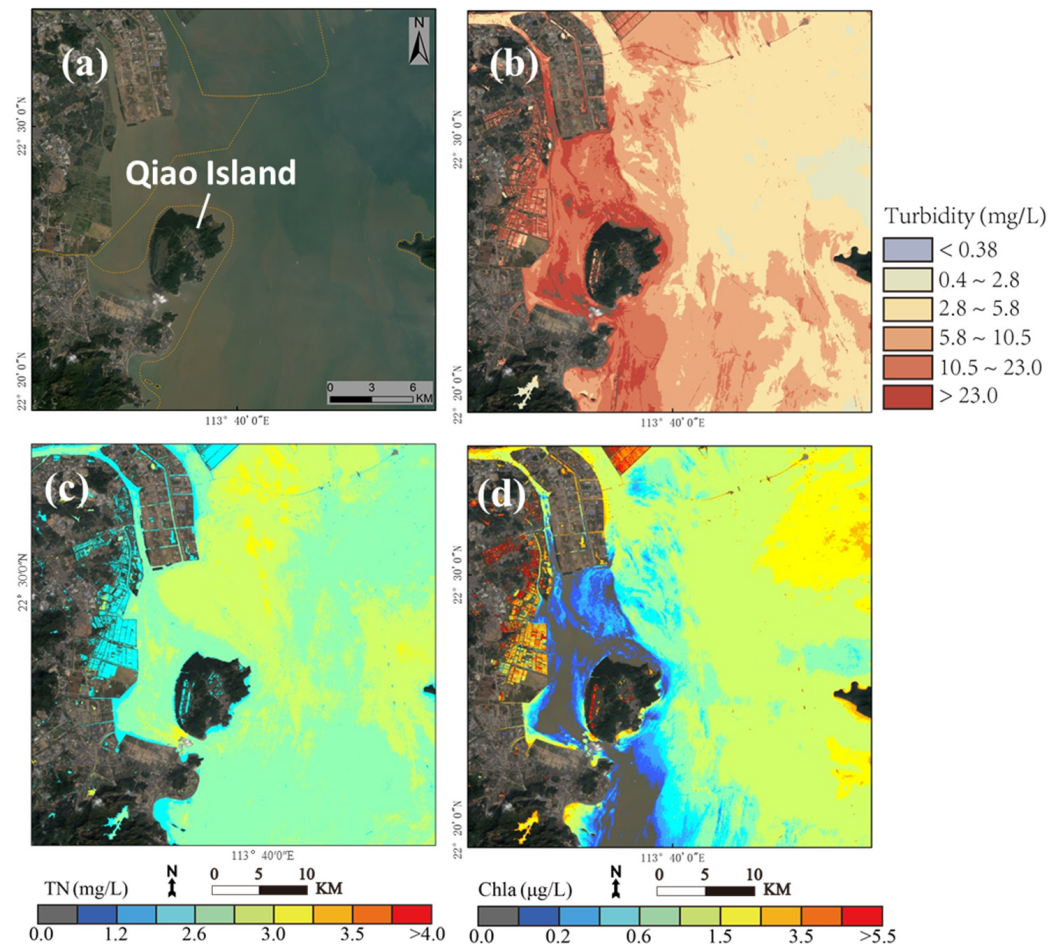 (a)
N
Qiao Island
22° 30′ 0″N
22° 20′ 0″N
0 3 6
KM
113° 40′ 0″E
(b)
22° 30′ 0″N
22° 20′ 0″N
113° 40′ 0″E
Turbidity (mg/L)
< 0.38
0.4 ~ 2.8
2.8 ~ 5.8
5.8 ~ 10.5
10.5 ~ 23.0
> 23.0
(c)
22° 30′0″N
113° 40′0″E
TN (mg/L)
N
0 5 10
KM
0.0 1.2 2.6 3.0 3.5 >4.0
(d)
22° 30′ 0″N
22° 20′ 0″N
113° 40′ 0″E
Chla (μg/L)
N
0 5 10
KM
0.0 0.2 0.6 1.5 3.5 >5.5